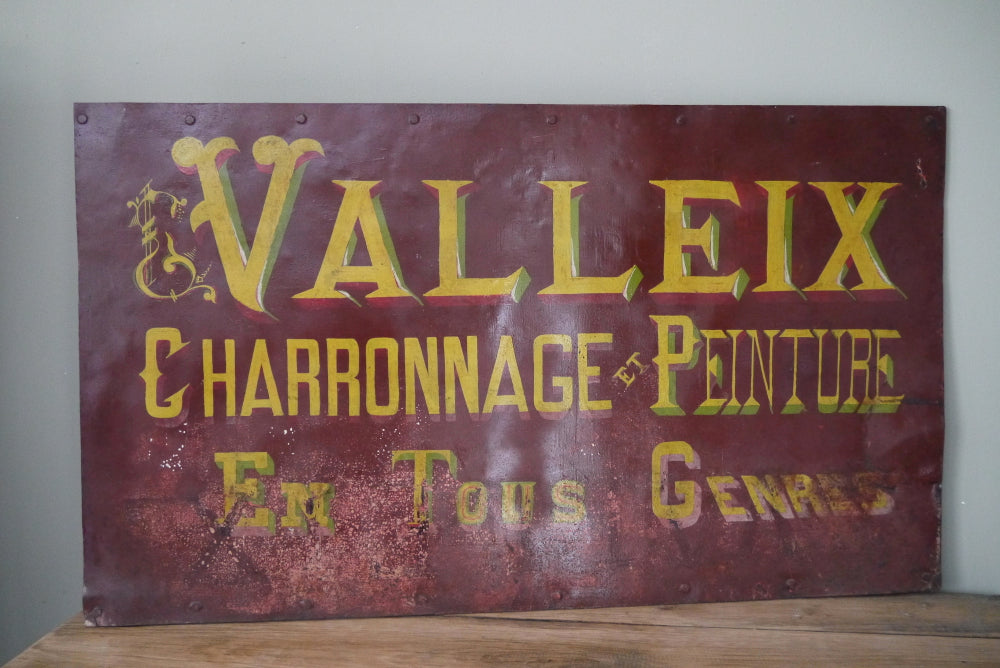 VALLEIX
CHARRONNAGE ET PEINTURE
EN TOUS GENRES